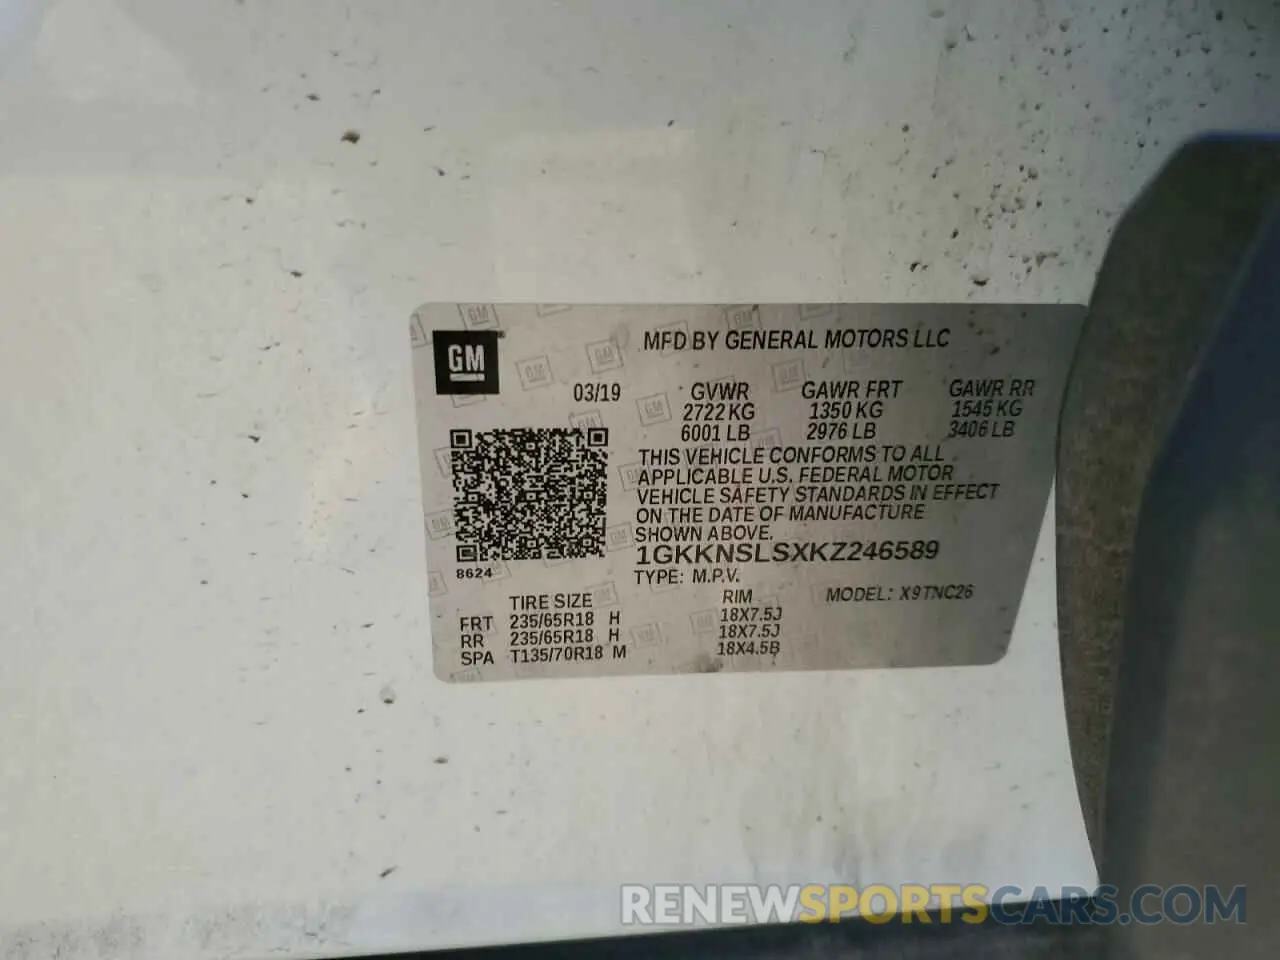 GM
MFD BY GENERAL MOTORS LLC
03/19 GVWR GAWR FRT GAWR RR
2722 KG 1350 KG 1545 KG
6001 LB 2976 LB 3406 LB
THIS VEHICLE CONFORMS TO ALL
APPLICABLE U.S. FEDERAL MOTOR
VEHICLE SAFETY STANDARDS IN EFFECT
ON THE DATE OF MANUFACTURE
SHOWN ABOVE.
8624
1GKKNSLSXKZ246589
TYPE: M.P.V.
TIRE SIZE RIM MODEL: X9TNC26
FRT 235/65R18 H 18X7.5J
RR 235/65R18 H 18X7.5J
SPA T135/70R18 M 18X4.5B
RENEWSPORTSCARS.COM